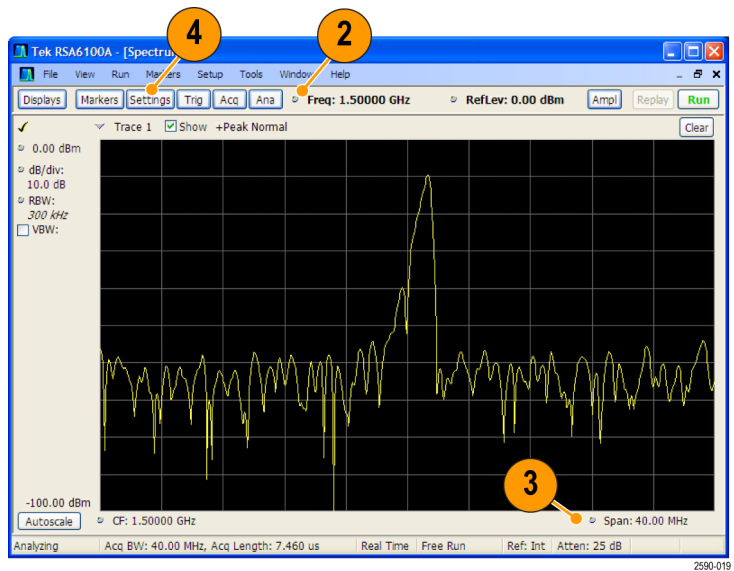 4
2
Tek RSA6100A - [Spectru
File View Run Markers Setup Tools Window Help
Displays Markers Settings Trig Acq Ana Freq: 1.50000 GHz RefLev: 0.00 dBm Ampl Replay Run
Trace 1 Show +Peak Normal Clear
0.00 dBm
dB/div:
10.0 dB
RBW:
300 kHz
VBW:
3
-100.00 dBm
Autoscale CF: 1.50000 GHz Span: 40.00 MHz
Analyzing Acq BW: 40.00 MHz, Acq Length: 7.460 us Real Time Free Run Ref: Int Atten: 25 dB
2590-019